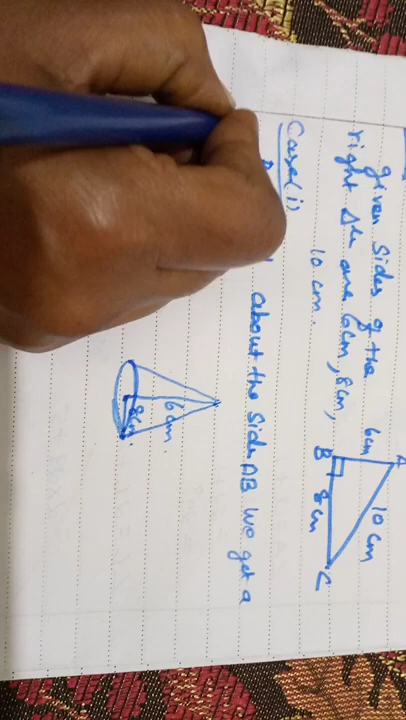 given sides of the
right Δle are 6cm, 8cm,
10 cm.
A
6cm
10 cm
B
8cm
C
Case(i)
about the side AB we get a
6cm.
8cm.